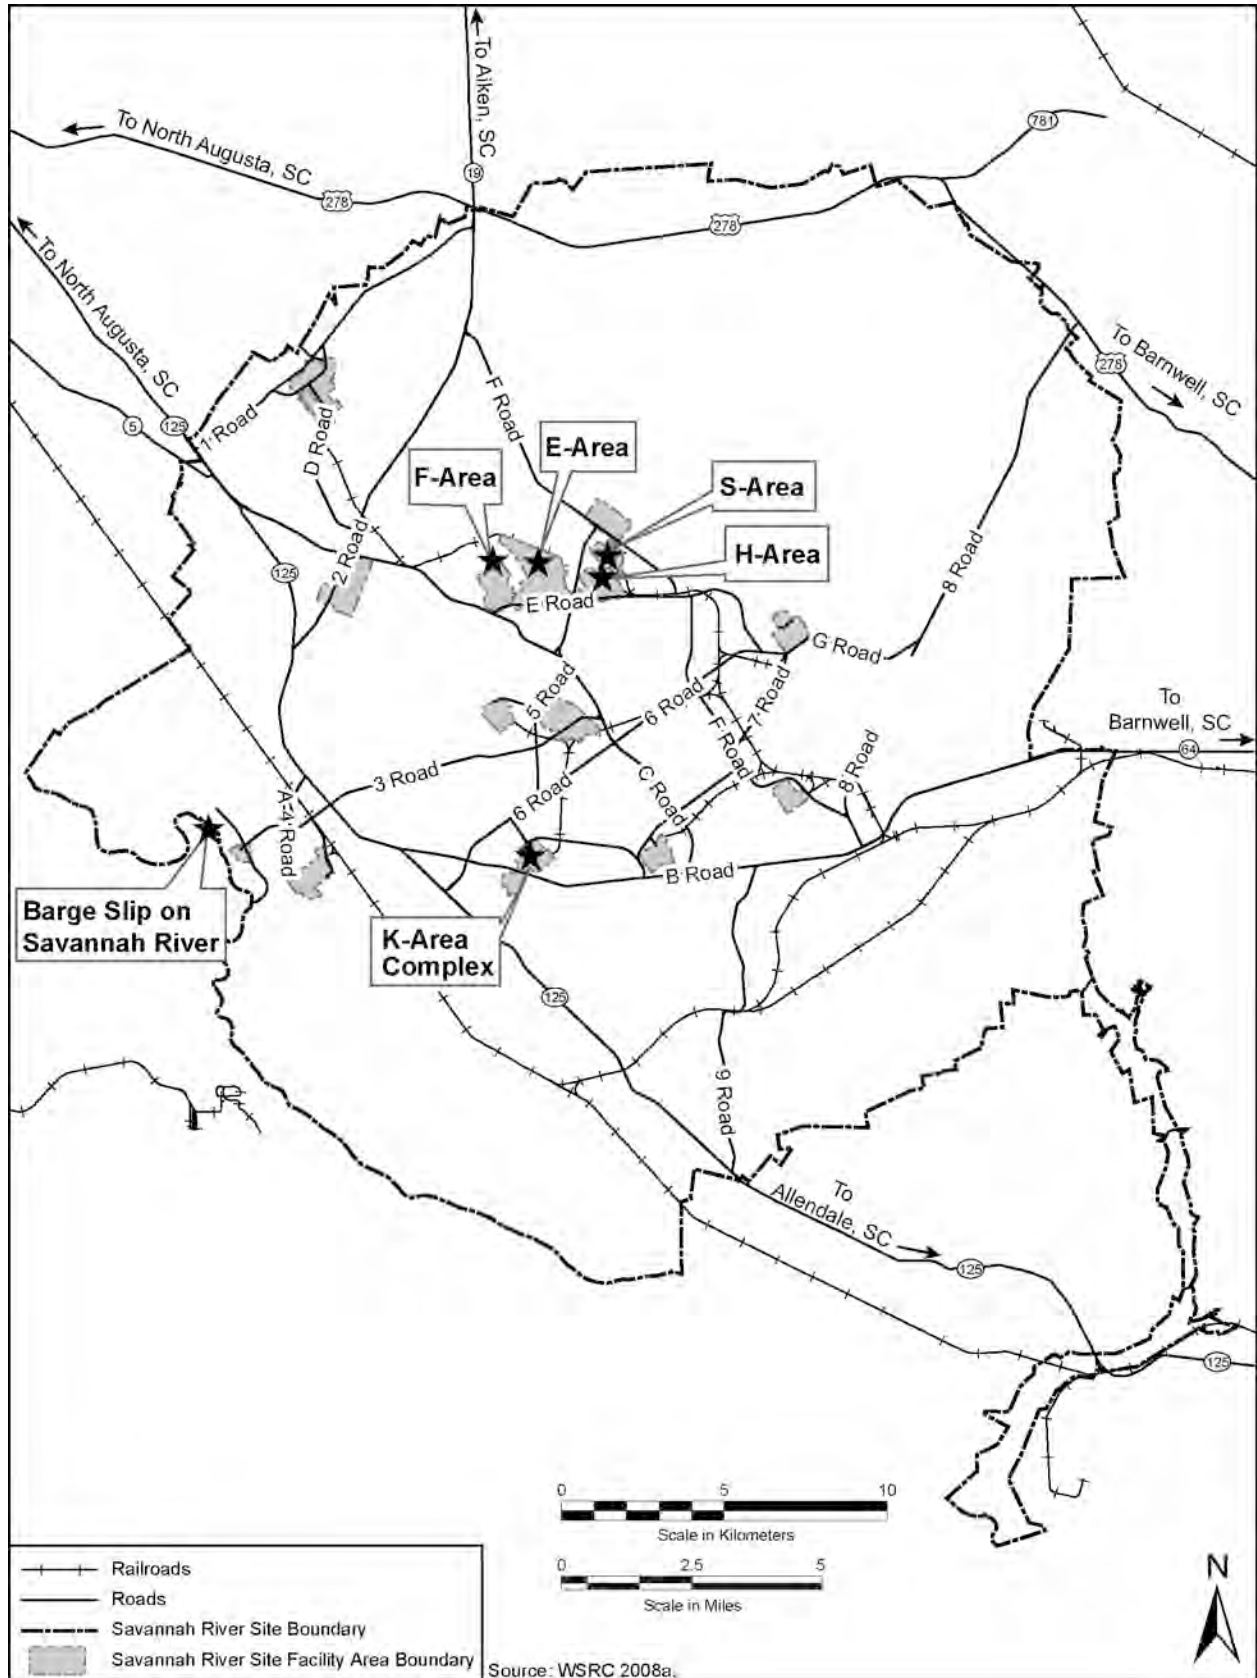 To Aiken, SC
To North Augusta, SC
781
19
278
278
To North Augusta, SC
To Barnwell, SC
278
F Road
5
125
1 Road
D Road
E-Area
F-Area
S-Area
H-Area
8 Road
125
2 Road
E Road
G Road
5 Road
6 Road
7 Road
F Road
To
Barnwell, SC
64
3 Road
8 Road
A-4 Road
6 Road
C Road
B Road
Barge Slip on
Savannah River
K-Area
Complex
125
9 Road
To
Allendale, SC
125
125
0 5 10
Scale in Kilometers
0 2.5 5
Scale in Miles
N
Railroads
Roads
Savannah River Site Boundary
Savannah River Site Facility Area Boundary
Source: WSRC 2008a.